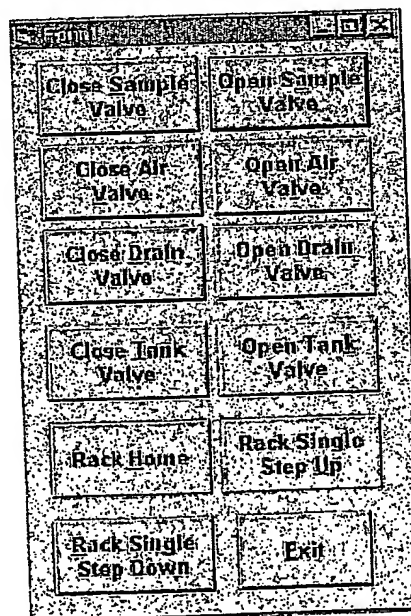 Form1
Close Sample
Valve
Open Sample
Valve
Close Air
Valve
Open Air
Valve
Close Drain
Valve
Open Drain
Valve
Close Tank
Valve
Open Tank
Valve
Rack Home
Rack Single
Step Up
Rack Single
Step Down
Exit